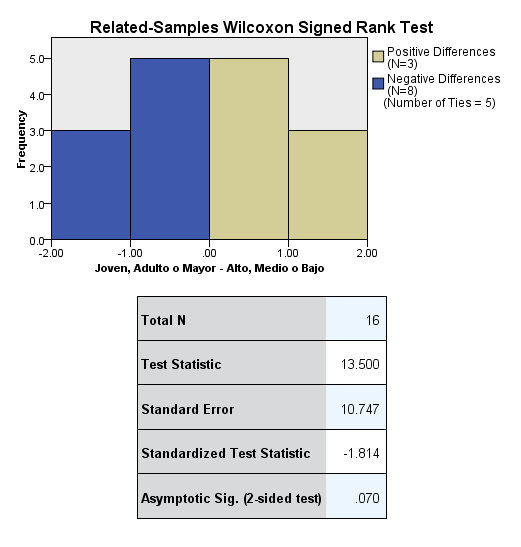 Related-Samples Wilcoxon Signed Rank Test
Positive Differences
(N=3)
Negative Differences
(N=8)
(Number of Ties = 5)
Frequency
5.0
4.0
3.0
2.0
1.0
0.0
-2.00 -1.00 .00 1.00 2.00
Joven, Adulto o Mayor - Alto, Medio o Bajo
Total N 16
Test Statistic 13.500
Standard Error 10.747
Standardized Test Statistic -1.814
Asymptotic Sig. (2-sided test) .070